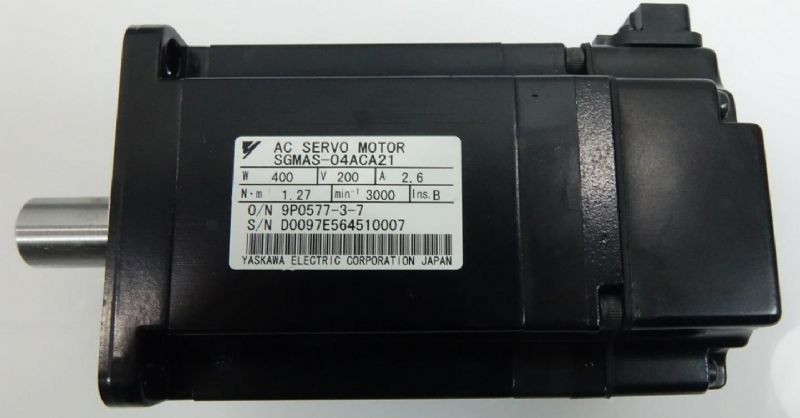 AC SERVO MOTOR
SGMAS-04ACA21
W 400 V 200 A 2.6
N·m 1.27 min⁻¹ 3000 Ins.B
O/N 9P0577-3-7
S/N D0097E564510007
YASKAWA ELECTRIC CORPORATION JAPAN